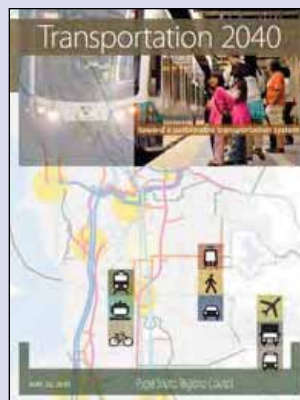 Transportation 2040
toward a sustainable transportation system
Puget Sound Regional Council